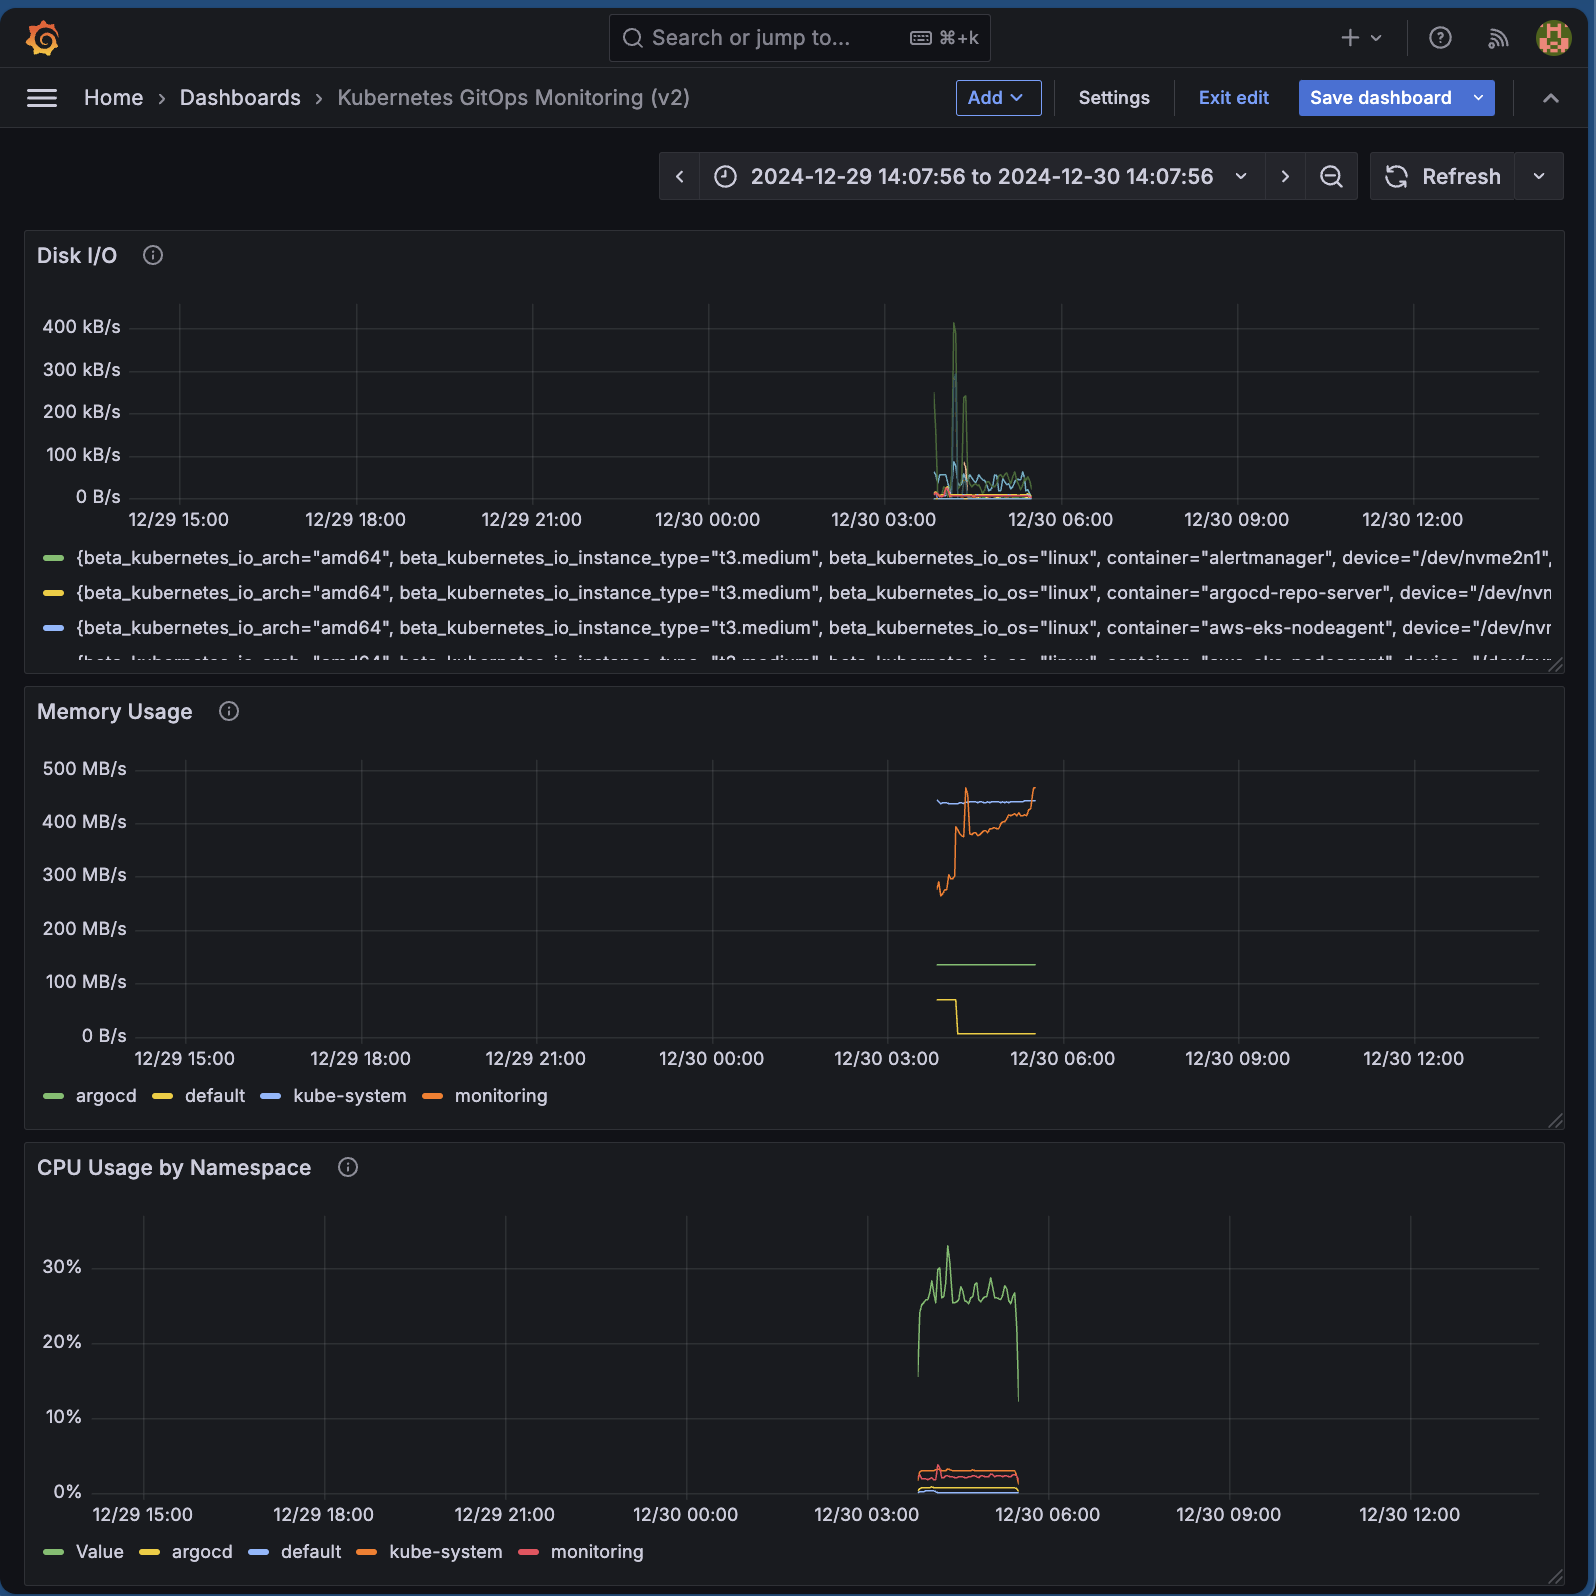 Search or jump to... ⌘+k
Home › Dashboards › Kubernetes GitOps Monitoring (v2) Add Settings Exit edit Save dashboard
2024-12-29 14:07:56 to 2024-12-30 14:07:56 Refresh
Disk I/O
400 kB/s
300 kB/s
200 kB/s
100 kB/s
0 B/s
12/29 15:00 12/29 18:00 12/29 21:00 12/30 00:00 12/30 03:00 12/30 06:00 12/30 09:00 12/30 12:00
{beta_kubernetes_io_arch="amd64", beta_kubernetes_io_instance_type="t3.medium", beta_kubernetes_io_os="linux", container="alertmanager", device="/dev/nvme2n1",
{beta_kubernetes_io_arch="amd64", beta_kubernetes_io_instance_type="t3.medium", beta_kubernetes_io_os="linux", container="argocd-repo-server", device="/dev/nvm
{beta_kubernetes_io_arch="amd64", beta_kubernetes_io_instance_type="t3.medium", beta_kubernetes_io_os="linux", container="aws-eks-nodeagent", device="/dev/nvr
Memory Usage
500 MB/s
400 MB/s
300 MB/s
200 MB/s
100 MB/s
0 B/s
12/29 15:00 12/29 18:00 12/29 21:00 12/30 00:00 12/30 03:00 12/30 06:00 12/30 09:00 12/30 12:00
argocd default kube-system monitoring
CPU Usage by Namespace
30%
20%
10%
0%
12/29 15:00 12/29 18:00 12/29 21:00 12/30 00:00 12/30 03:00 12/30 06:00 12/30 09:00 12/30 12:00
Value argocd default kube-system monitoring